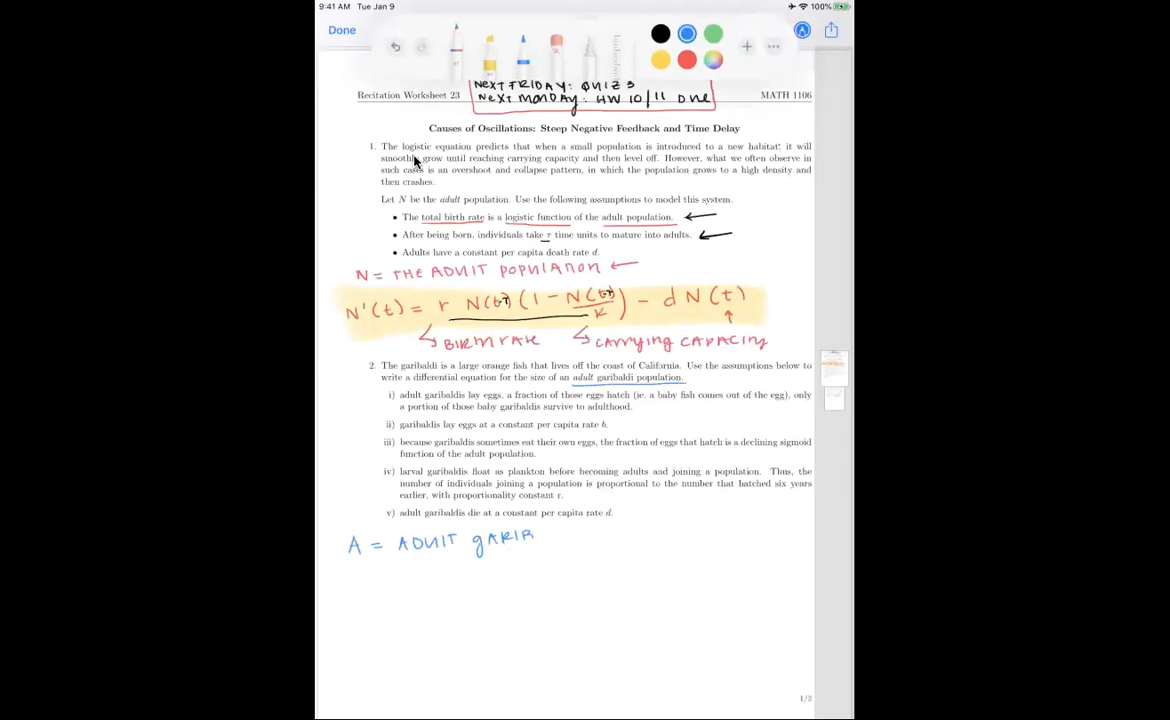 9:41 AM Tue Jan 9
100%
Done
NEXT FRIDAY: QUIZ 3
Recitation Worksheet 23
NEXT MONDAY: HW 10/11 DUE
MATH 1106
Causes of Oscillations: Steep Negative Feedback and Time Delay
1. The logistic equation predicts that when a small population is introduced to a new habitat, it will
smoothly grow until reaching carrying capacity and then level off. However, what we often observe in
such cases is an overshoot and collapse pattern, in which the population grows to a high density and
then crashes.
Let N be the adult population. Use the following assumptions to model this system.
• The total birth rate is a logistic function of the adult population. ←
• After being born, individuals take τ time units to mature into adults. ←
• Adults have a constant per capita death rate d.
N = THE ADULT POPULATION ←
N'(t) = r N(t-τ) (1 - N(t-τ)/K) - d N(t)
↳ BIRTH RATE ↳ CARRYING CAPACITY ↑
2. The garibaldi is a large orange fish that lives off the coast of California. Use the assumptions below to
write a differential equation for the size of an adult garibaldi population.
i) adult garibaldi lay eggs, a fraction of those eggs hatch (ie. a baby fish comes out of the egg), only
a portion of those baby garibaldis survive to adulthood.
ii) garibaldis lay eggs at a constant per capita rate b.
iii) because garibaldis sometimes eat their own eggs, the fraction of eggs that hatch is a declining sigmoid
function of the adult population.
iv) larval garibaldis float as plankton before becoming adults and joining a population. Thus, the
number of individuals joining a population is proportional to the number that hatched six years
earlier, with proportionality constant r.
v) adult garibaldis die at a constant per capita rate d.
A = ADULT GARIB
1/2